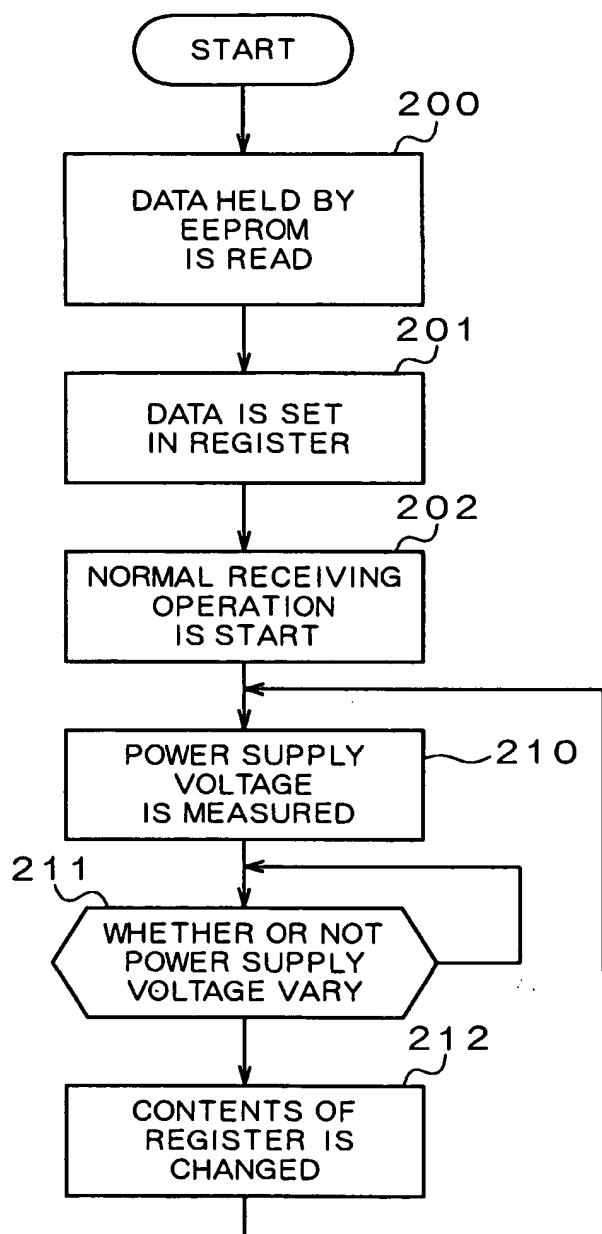 START
200
DATA HELD BY
EEPROM
IS READ
201
DATA IS SET
IN REGISTER
202
NORMAL RECEIVING
OPERATION
IS START
POWER SUPPLY
VOLTAGE
IS MEASURED
210
211
WHETHER OR NOT
POWER SUPPLY
VOLTAGE VARY
212
CONTENTS OF
REGISTER IS
CHANGED